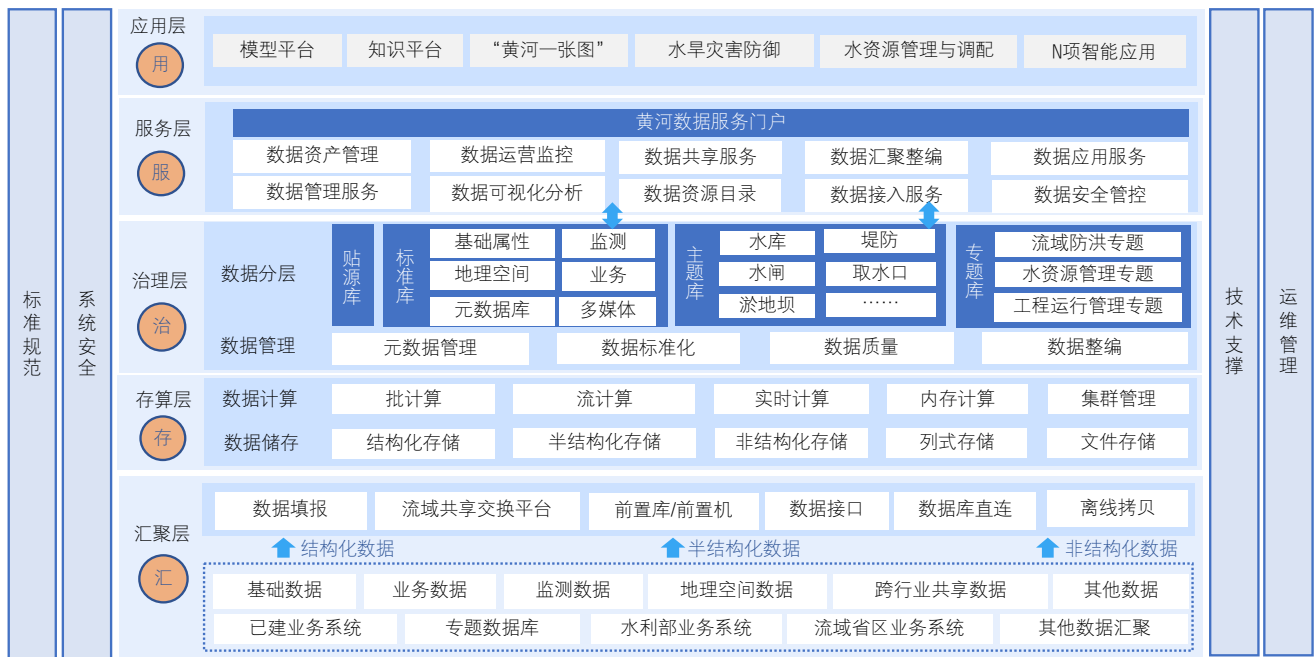 标准规范
系统安全
应用层
用
模型平台 知识平台 “黄河一张图” 水旱灾害防御 水资源管理与调配 N项智能应用
服务层
服
黄河数据服务门户
数据资产管理 数据运营监控 数据共享服务 数据汇聚整编 数据应用服务
数据管理服务 数据可视化分析 数据资源目录 数据接入服务 数据安全管控
治理层
治
数据分层
贴源库
标准库
基础属性 监测
地理空间 业务
元数据库 多媒体
主题库
水库 堤防
水闸 取水口
淤地坝 ……
专题库
流域防洪专题
水资源管理专题
工程运行管理专题
数据管理 元数据管理 数据标准化 数据质量 数据整编
存算层
存
数据计算 批计算 流计算 实时计算 内存计算 集群管理
数据储存 结构化存储 半结构化存储 非结构化存储 列式存储 文件存储
汇聚层
汇
数据填报 流域共享交换平台 前置库/前置机 数据接口 数据库直连 离线拷贝
结构化数据 半结构化数据 非结构化数据
基础数据 业务数据 监测数据 地理空间数据 跨行业共享数据 其他数据
已建业务系统 专题数据库 水利部业务系统 流域省区业务系统 其他数据汇聚
技术支撑
运维管理